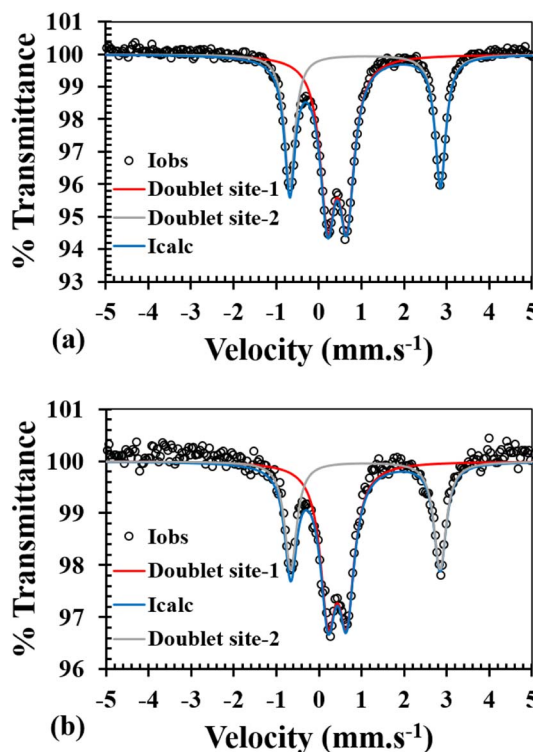 100
99
98
97
96
95
94
93
% Transmittance
Iobs
Doublet site-1
Doublet site-2
Icalc
-5 -4 -3 -2 -1 0 1 2 3 4 5
(a)
Velocity (mm.s-1)
101
100
99
98
97
96
% Transmittance
Iobs
Doublet site-1
Icalc
Doublet site-2
-5 -4 -3 -2 -1 0 1 2 3 4 5
(b)
Velocity (mm.s-1)